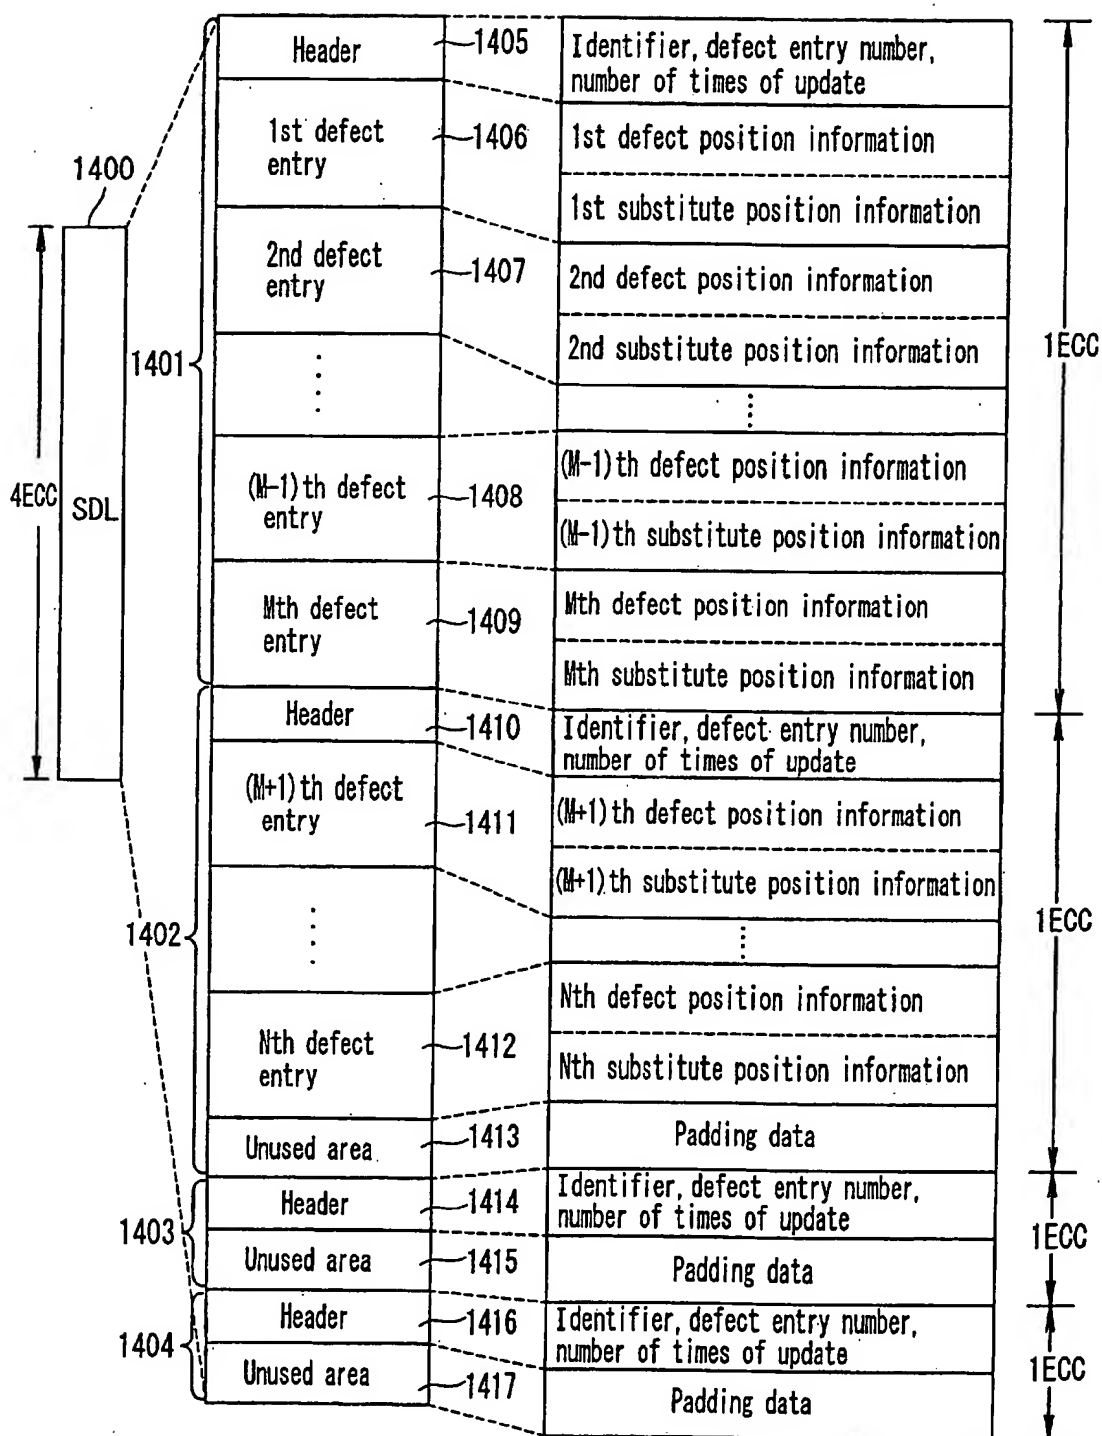 1400
4ECC
SDL
1401
Header
1405
Identifier, defect entry number,
number of times of update
1st defect
entry
1406
1st defect position information
1st substitute position information
2nd defect
entry
1407
2nd defect position information
2nd substitute position information
1ECC
(M-1)th defect
entry
1408
(M-1)th defect position information
(M-1)th substitute position information
Mth defect
entry
1409
Mth defect position information
Mth substitute position information
1402
Header
1410
Identifier, defect entry number,
number of times of update
(M+1)th defect
entry
1411
(M+1)th defect position information
(M+1)th substitute position information
1ECC
Nth defect
entry
1412
Nth defect position information
Nth substitute position information
Unused area
1413
Padding data
1403
Header
1414
Identifier, defect entry number,
number of times of update
1ECC
Unused area
1415
Padding data
1404
Header
1416
Identifier, defect entry number,
number of times of update
1ECC
Unused area
1417
Padding data